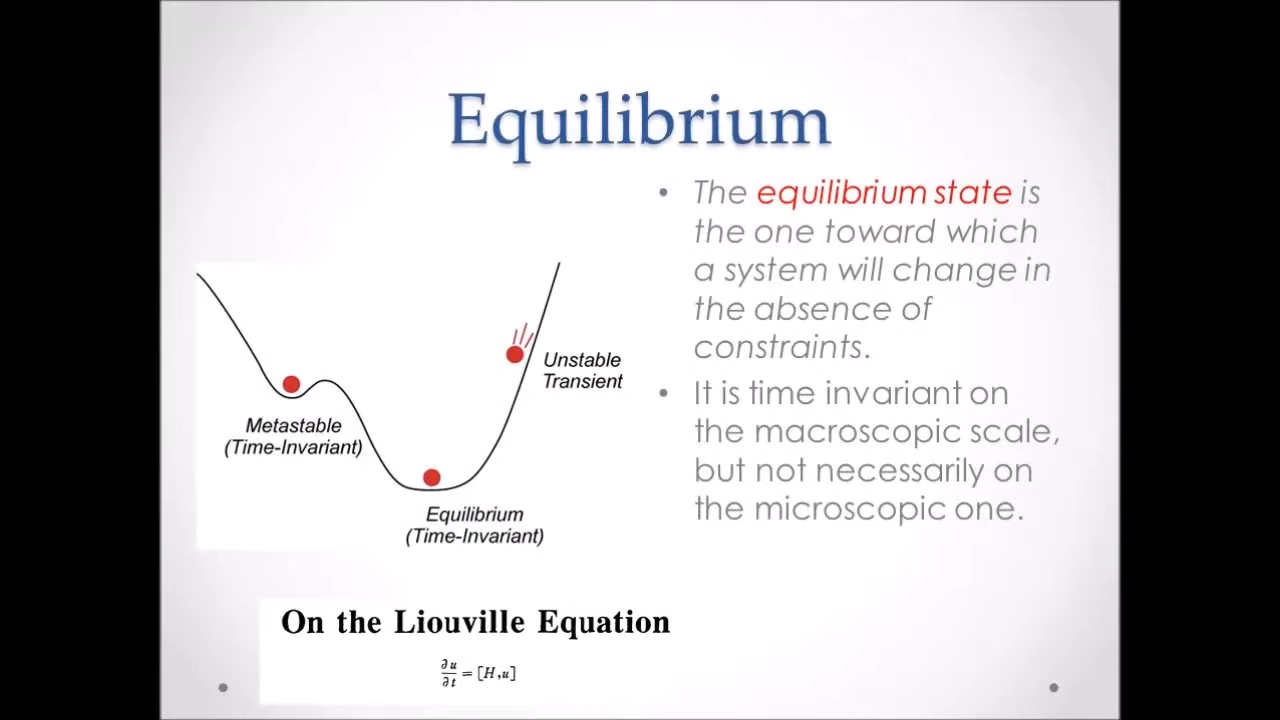 Equilibrium
• The equilibrium state is
the one toward which
a system will change in
the absence of
constraints.
• It is time invariant on
the macroscopic scale,
but not necessarily on
the microscopic one.
Unstable
Transient
Metastable
(Time-Invariant)
Equilibrium
(Time-Invariant)
On the Liouville Equation
∂u/∂t = [H,u]